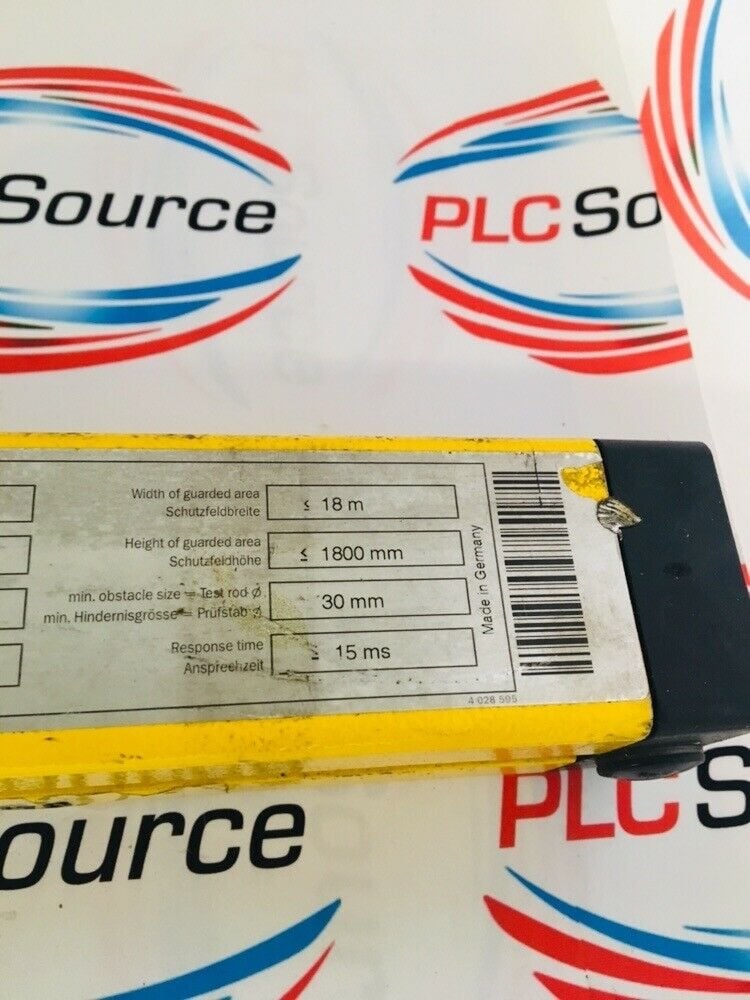 Source
PLC So
Width of guarded area
Schutzfeldbreite
≤ 18 m
Height of guarded area
Schutzfeldhöhe
≤ 1800 mm
min. obstacle size = Test rod Ø
min. Hindernisgrösse = Prüfstab Ø
30 mm
Response time
Ansprechzeit
≤ 15 ms
Made in Germany
4 028 595
ource
PLC S